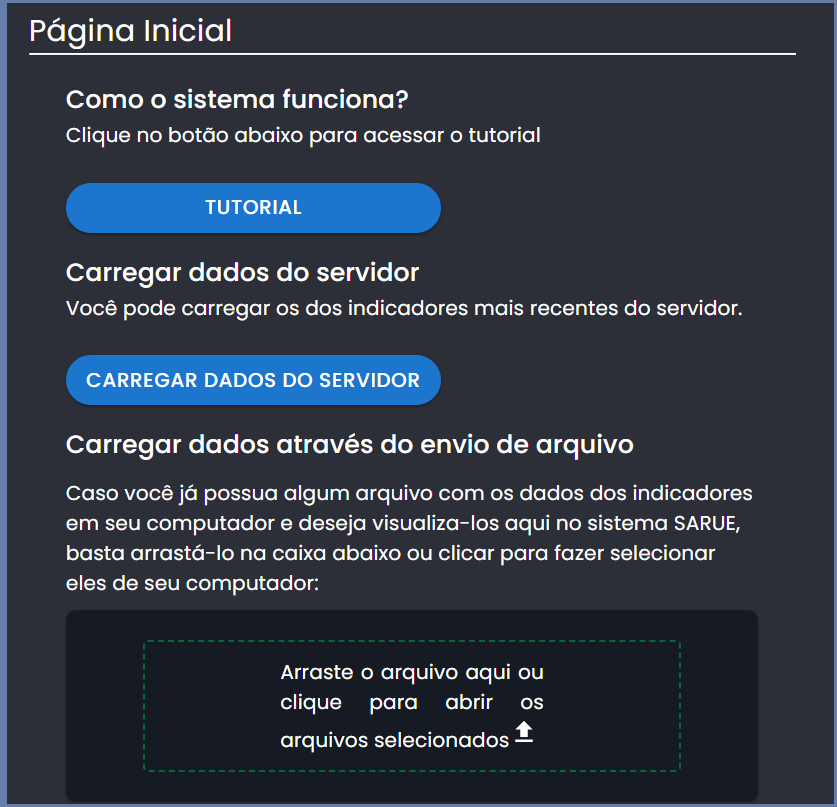 Página Inicial
Como o sistema funciona?
Clique no botão abaixo para acessar o tutorial
TUTORIAL
Carregar dados do servidor
Você pode carregar os dos indicadores mais recentes do servidor.
CARREGAR DADOS DO SERVIDOR
Carregar dados através do envio de arquivo
Caso você já possua algum arquivo com os dados dos indicadores
em seu computador e deseja visualiza-los aqui no sistema SARUE,
basta arrastá-lo na caixa abaixo ou clicar para fazer selecionar
eles de seu computador:
Arraste o arquivo aqui ou
clique para abrir os
arquivos selecionados